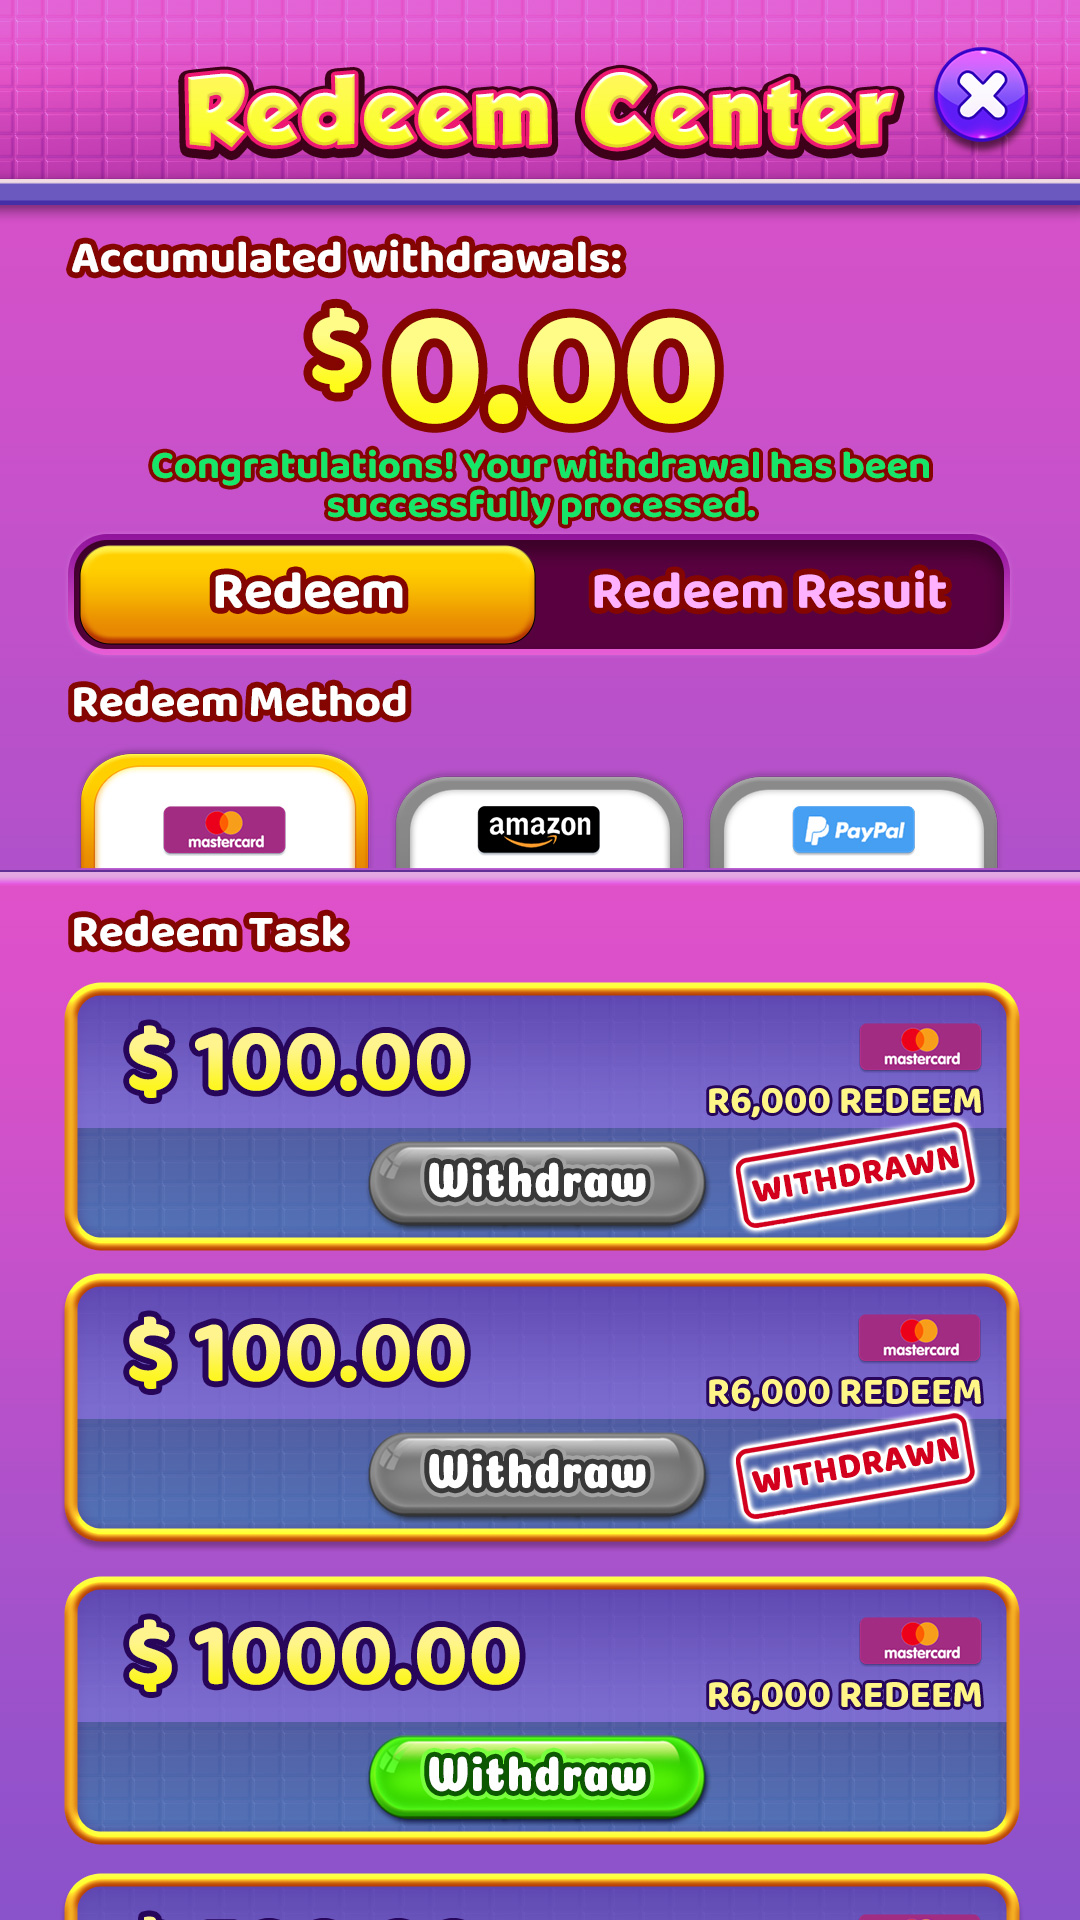 Redeem Center
Accumulated withdrawals:
$0.00
Congratulations! Your withdrawal has been
successfully processed.
Redeem
Redeem Resuit
Redeem Method
mastercard
amazon
PayPal
Redeem Task
$ 100.00
mastercard
R6,000 REDEEM
Withdraw
WITHDRAWN
$ 100.00
mastercard
R6,000 REDEEM
Withdraw
WITHDRAWN
$ 1000.00
mastercard
R6,000 REDEEM
Withdraw